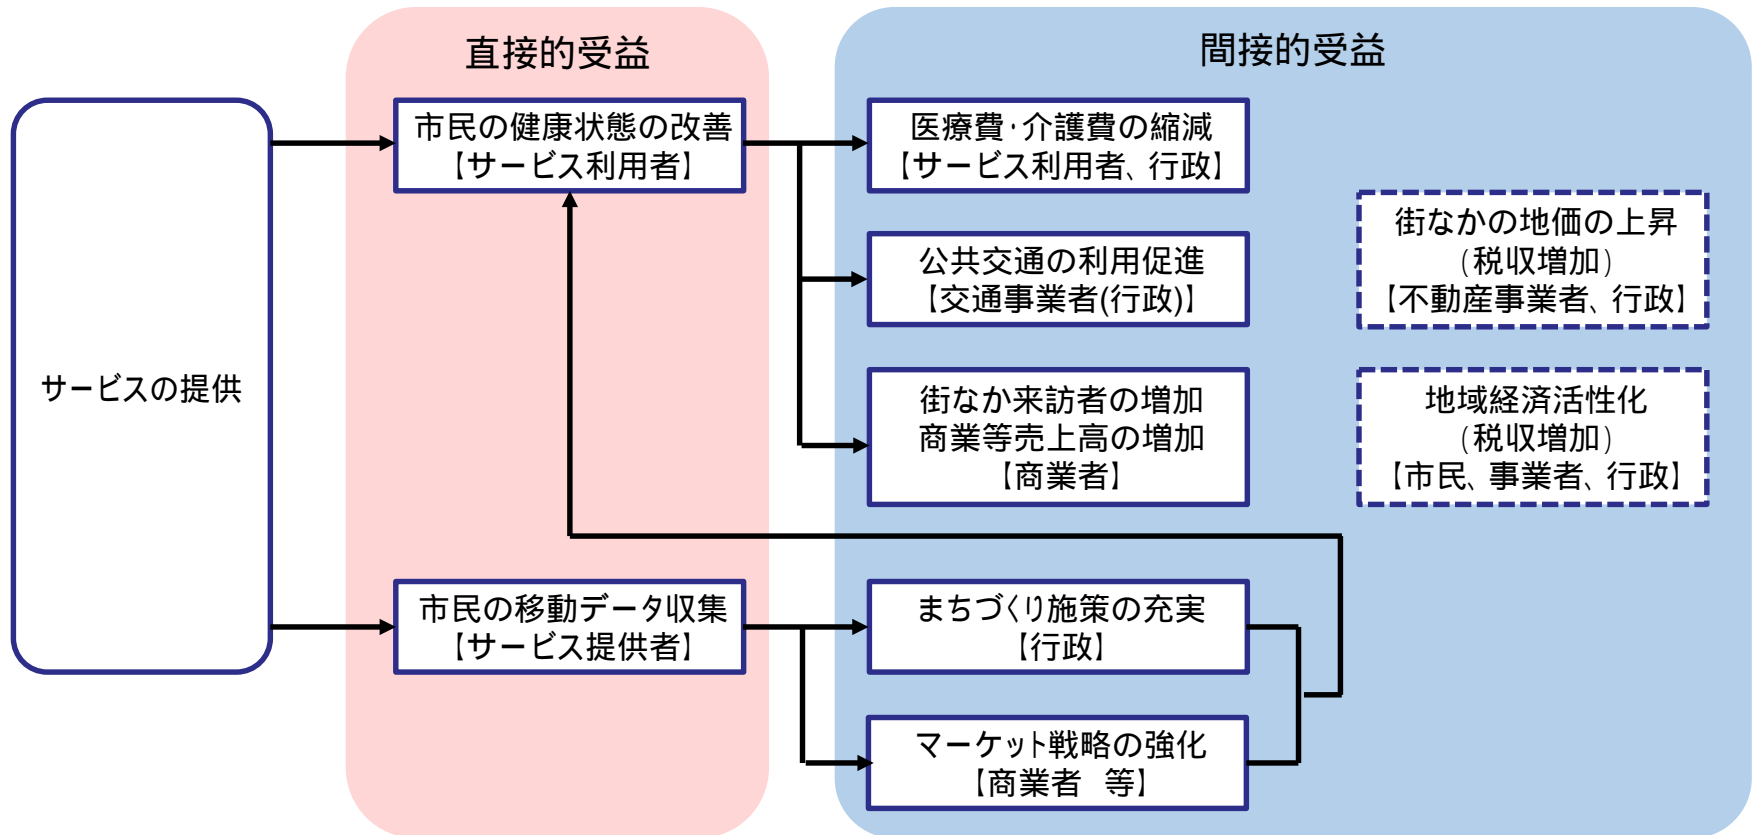 直接的受益
間接的受益
サービスの提供
市民の健康状態の改善
【サービス利用者】
市民の移動データ収集
【サービス提供者】
医療費・介護費の縮減
【サービス利用者、行政】
公共交通の利用促進
【交通事業者(行政)】
街なか来訪者の増加
商業等売上高の増加
【商業者】
まちづくり施策の充実
【行政】
マーケット戦略の強化
【商業者 等】
街なかの地価の上昇
(税収増加)
【不動産事業者、行政】
地域経済活性化
(税収増加)
【市民、事業者、行政】